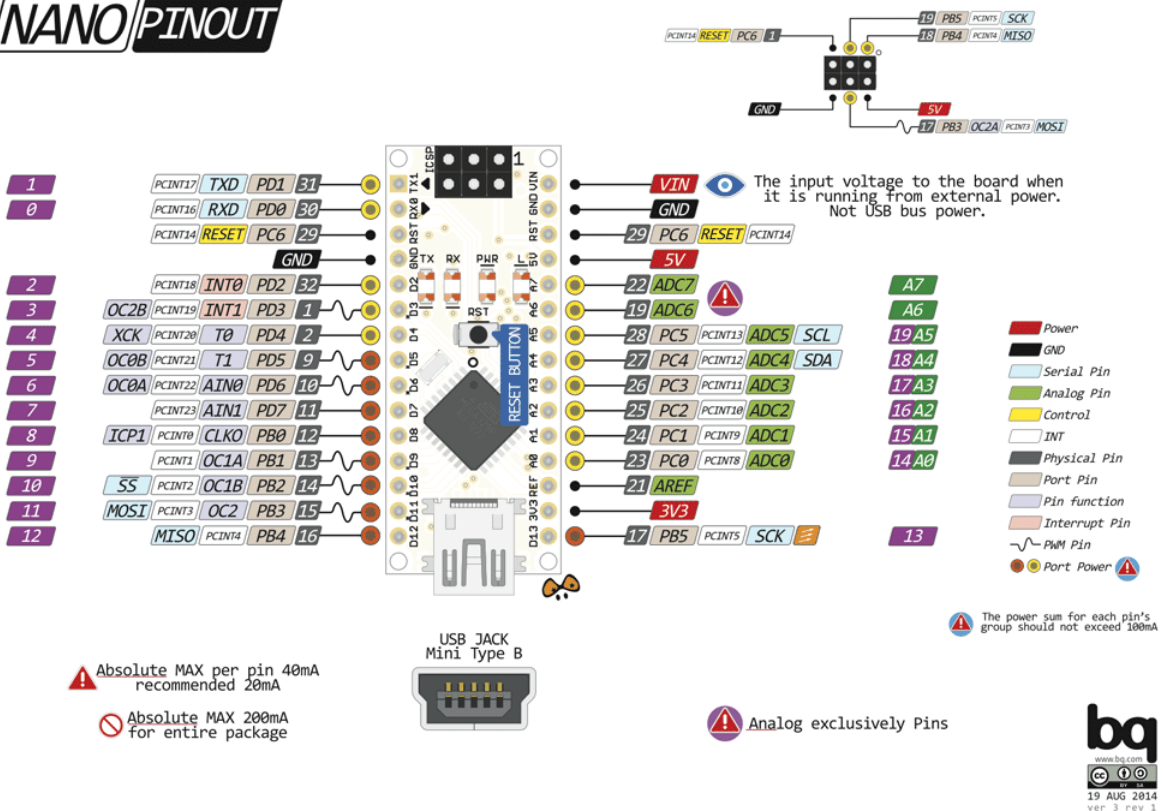 NANO PINOUT
19 PB5 PCINT5 SCK
PCINT14 RESET PC6 1
18 PB4 PCINT4 MISO
GND
5V
17 PB3 OC2A PCINT3 MOSI
ICSP
1
1 PCINT17 TXD PD1 31 TX1 VIN VIN
The input voltage to the board when
it is running from external power.
Not USB bus power.
0 PCINT16 RXD PD0 30 RX0 GND GND
PCINT14 RESET PC6 29 RST RST 29 PC6 RESET PCINT14
GND GND 5V 5V
TX RX PWR L
2 PCINT18 INT0 PD2 32 D2 A7 22 ADC7 A7
3 OC2B PCINT19 INT1 PD3 1 D3 A6 19 ADC6 A6
RST
4 XCK PCINT20 T0 PD4 2 D4 A5 28 PC5 PCINT13 ADC5 SCL 19 A5
5 OC0B PCINT21 T1 PD5 9 D5 A4 27 PC4 PCINT12 ADC4 SDA 18 A4
6 OC0A PCINT22 AIN0 PD6 10 D6 A3 26 PC3 PCINT11 ADC3 17 A3
RESET BUTTON
7 PCINT23 AIN1 PD7 11 D7 A2 25 PC2 PCINT10 ADC2 16 A2
8 ICP1 PCINT0 CLKO PB0 12 D8 A1 24 PC1 PCINT9 ADC1 15 A1
9 PCINT1 OC1A PB1 13 D9 A0 23 PC0 PCINT8 ADC0 14 A0
10 SS PCINT2 OC1B PB2 14 D10 REF 21 AREF
11 MOSI PCINT3 OC2 PB3 15 D11 3V3 3V3
12 MISO PCINT4 PB4 16 D12 D13 17 PB5 PCINT5 SCK 13
Power
GND
Serial Pin
Analog Pin
Control
INT
Physical Pin
Port Pin
Pin function
Interrupt Pin
PWM Pin
Port Power
The power sum for each pin's
group should not exceed 100mA
USB JACK
Mini Type B
Absolute MAX per pin 40mA
recommended 20mA
Absolute MAX 200mA
for entire package
Analog exclusively Pins
bq
www.bq.com
cc BY SA
19 AUG 2014
ver 3 rev 1